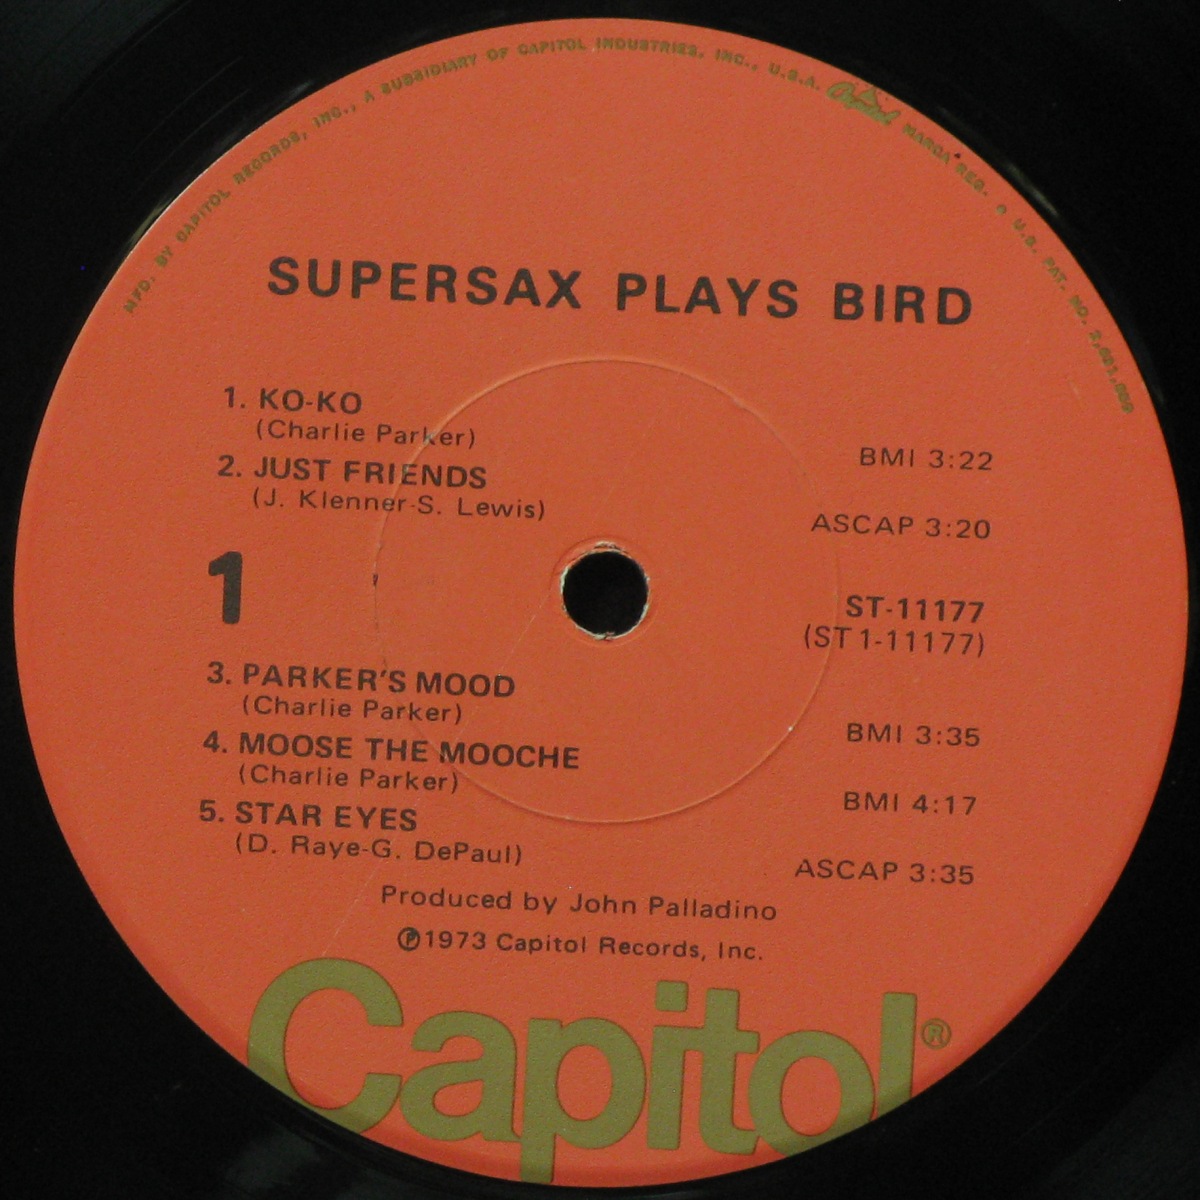 MFD. BY CAPITOL RECORDS, INC., A SUBSIDIARY OF CAPITOL INDUSTRIES, INC., U.S.A. Capitol MARCA REG. • U.S. PAT. NO.
SUPERSAX PLAYS BIRD
1. KO-KO
(Charlie Parker)
BMI 3:22
2. JUST FRIENDS
(J. Klenner-S. Lewis)
ASCAP 3:20
1
ST-11177
(ST1-11177)
3. PARKER'S MOOD
(Charlie Parker)
BMI 3:35
4. MOOSE THE MOOCHE
(Charlie Parker)
BMI 4:17
5. STAR EYES
(D. Raye-G. DePaul)
ASCAP 3:35
Produced by John Palladino
℗1973 Capitol Records, Inc.
Capitol®